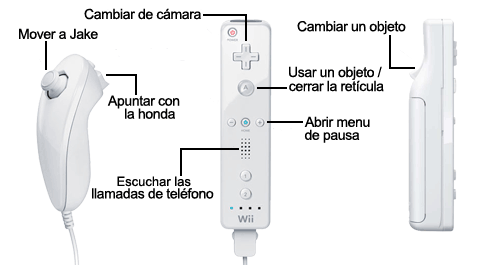 Cambiar de cámara
Mover a Jake
Cambiar un objeto
Usar un objeto /
cerrar la retícula
Apuntar con
la honda
Abrir menu
de pausa
Escuchar las
llamadas de teléfono
A
Wii